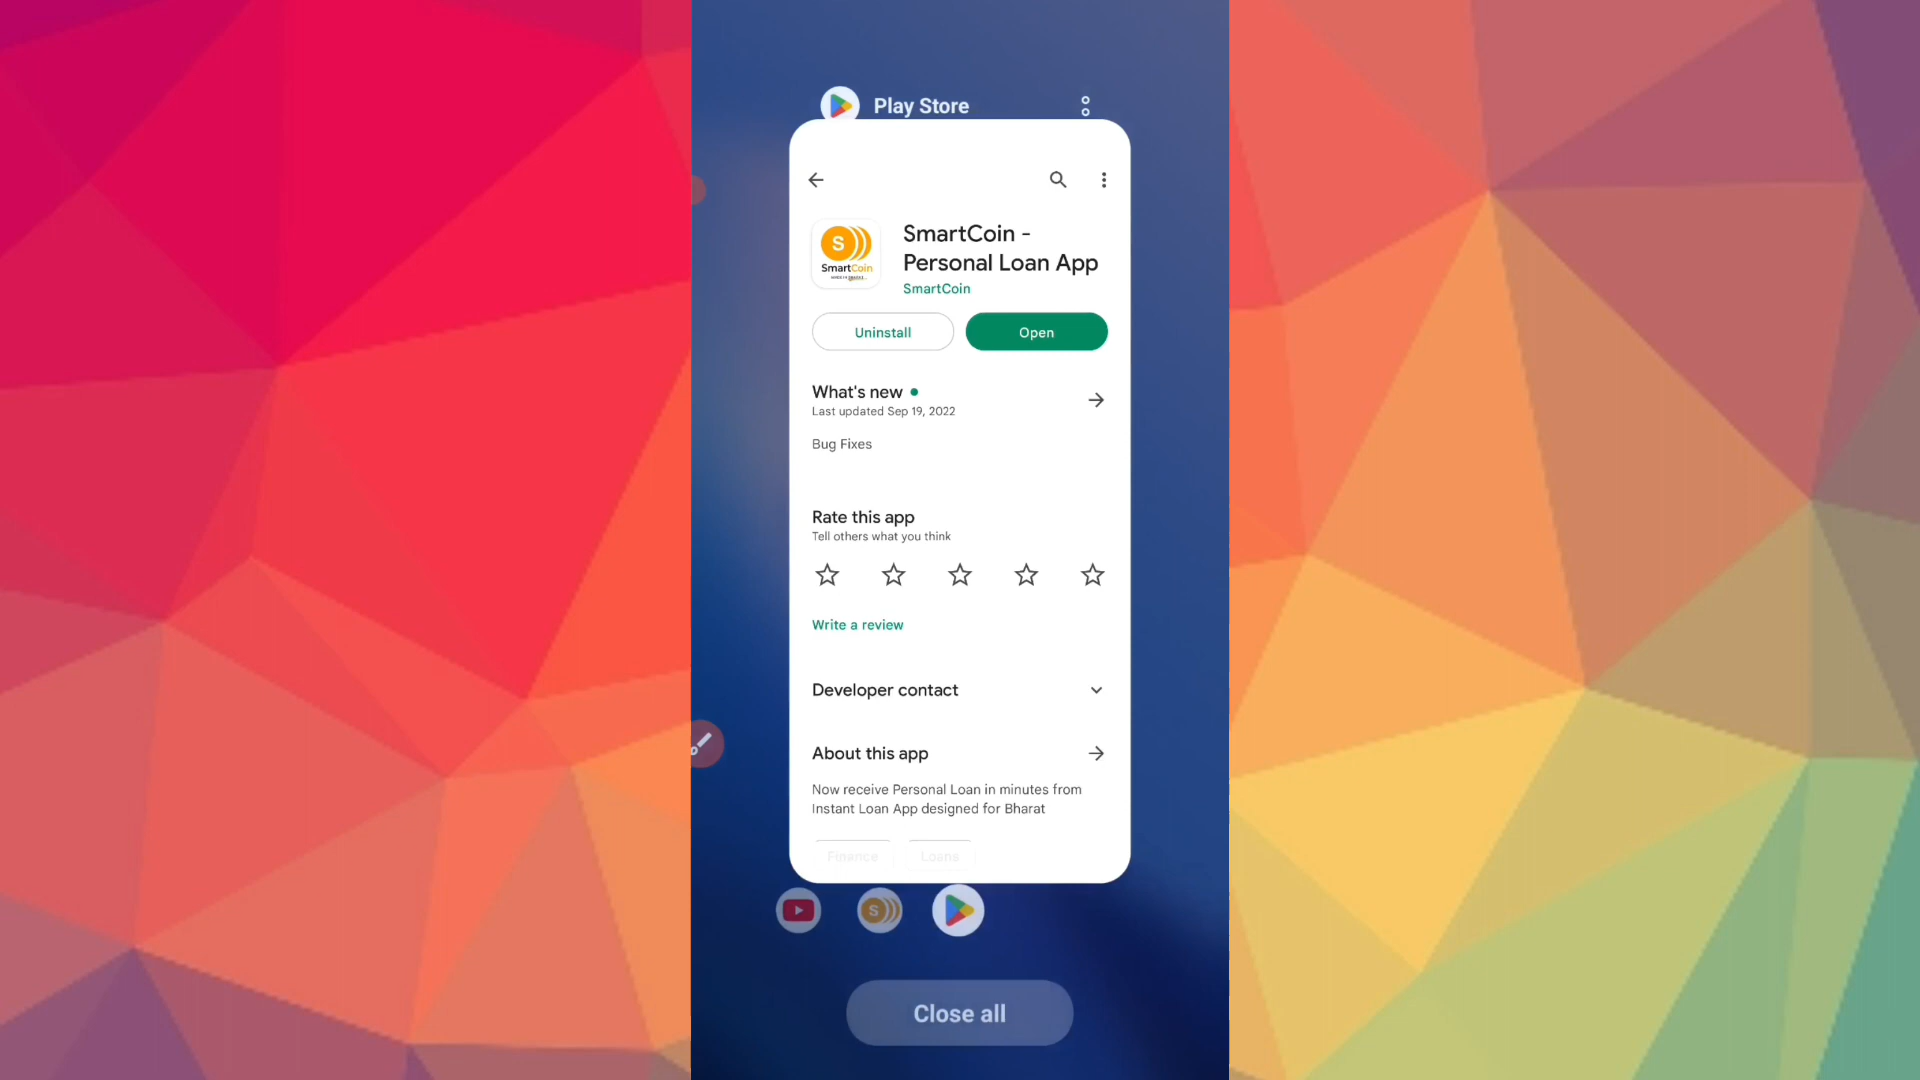 Play Store
SmartCoin -
Personal Loan App
SmartCoin
S
SmartCoin
Uninstall
Open
What's new
Last updated Sep 19, 2022
Bug Fixes
Rate this app
Tell others what you think
Write a review
Developer contact
About this app
Now receive Personal Loan in minutes from
Instant Loan App designed for Bharat
Finance
Loans
S
Close all